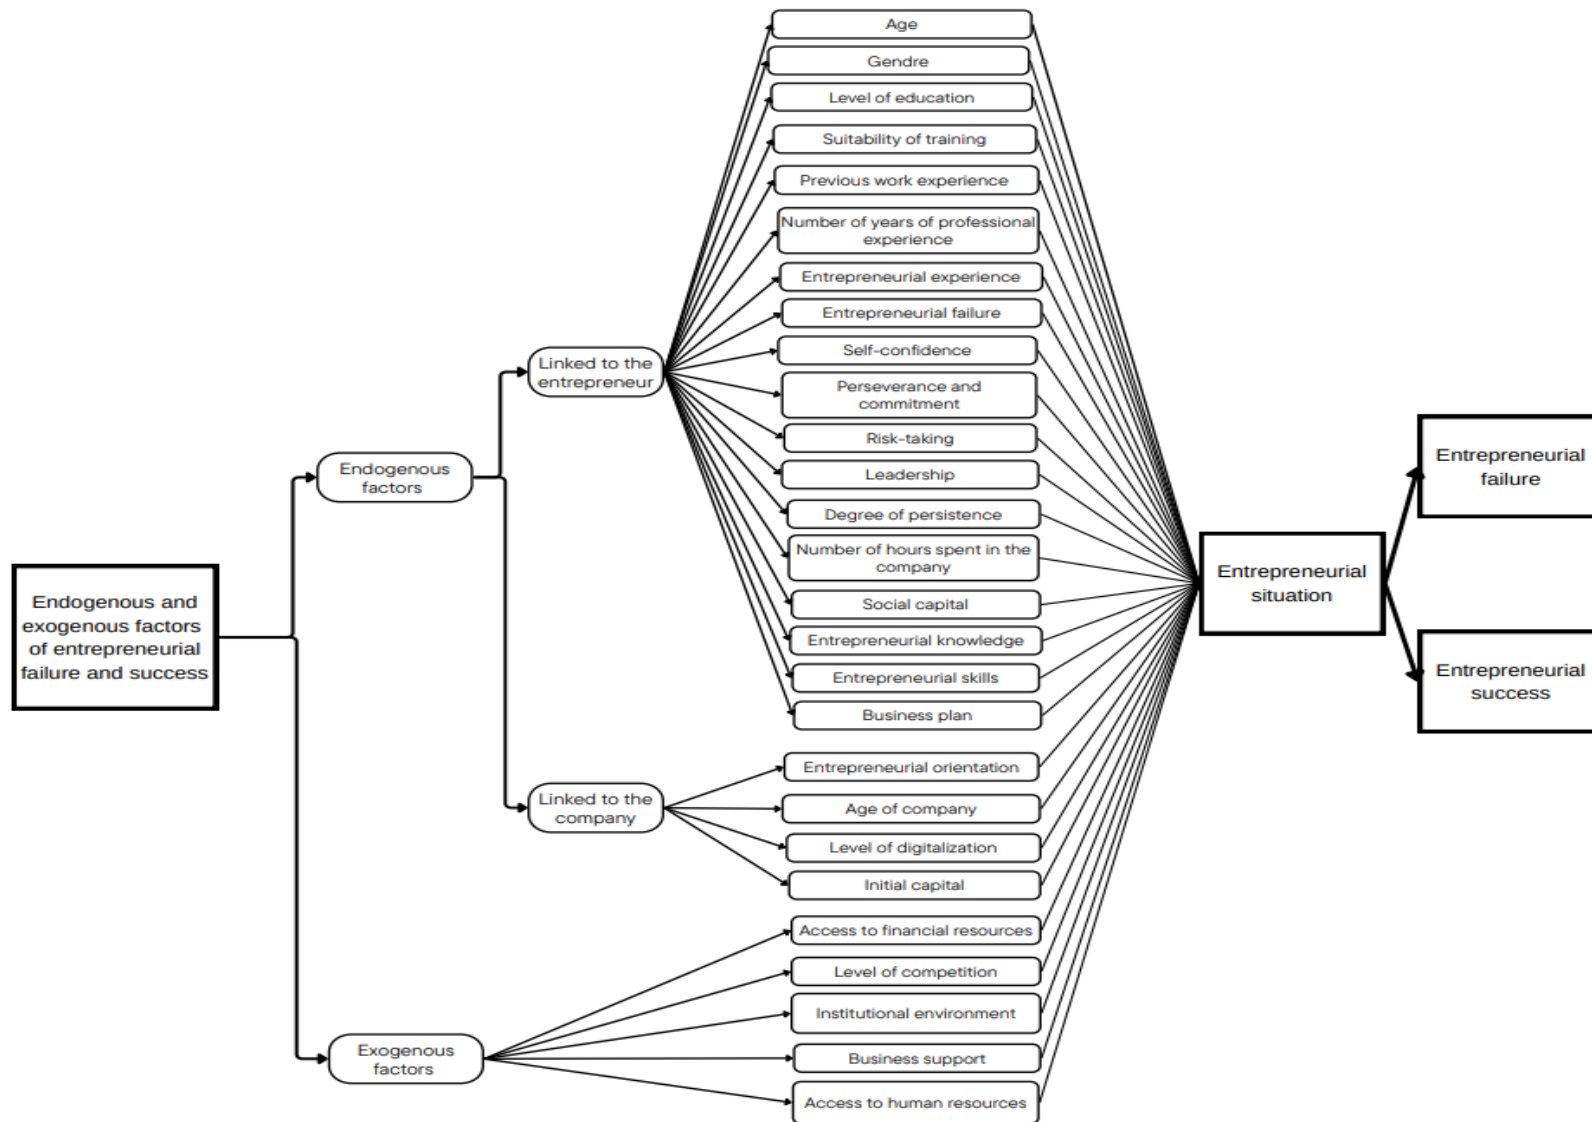 Age
Gendre
Level of education
Suitability of training
Previous work experience
Number of years of professional
experience
Entrepreneurial experience
Entrepreneurial failure
Self-confidence
Perseverance and
commitment
Risk-taking
Leadership
Degree of persistence
Number of hours spent in the
company
Social capital
Entrepreneurial knowledge
Entrepreneurial skills
Business plan
Entrepreneurial orientation
Age of company
Level of digitalization
Initial capital
Access to financial resources
Level of competition
Institutional environment
Business support
Access to human resources
Linked to the
entrepreneur
Linked to the
company
Endogenous
factors
Exogenous
factors
Endogenous and
exogenous factors
of entrepreneurial
failure and success
Entrepreneurial
situation
Entrepreneurial
failure
Entrepreneurial
success